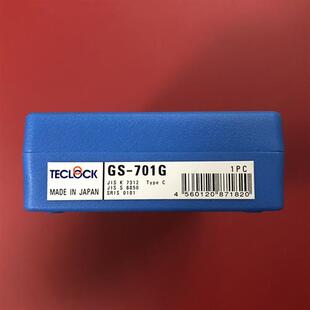 TECLOCK
MADE IN JAPAN
GS-701G
JIS K 7312 Type C
JIS S 6050
SRIS 0101
1PC
4 560120 871820